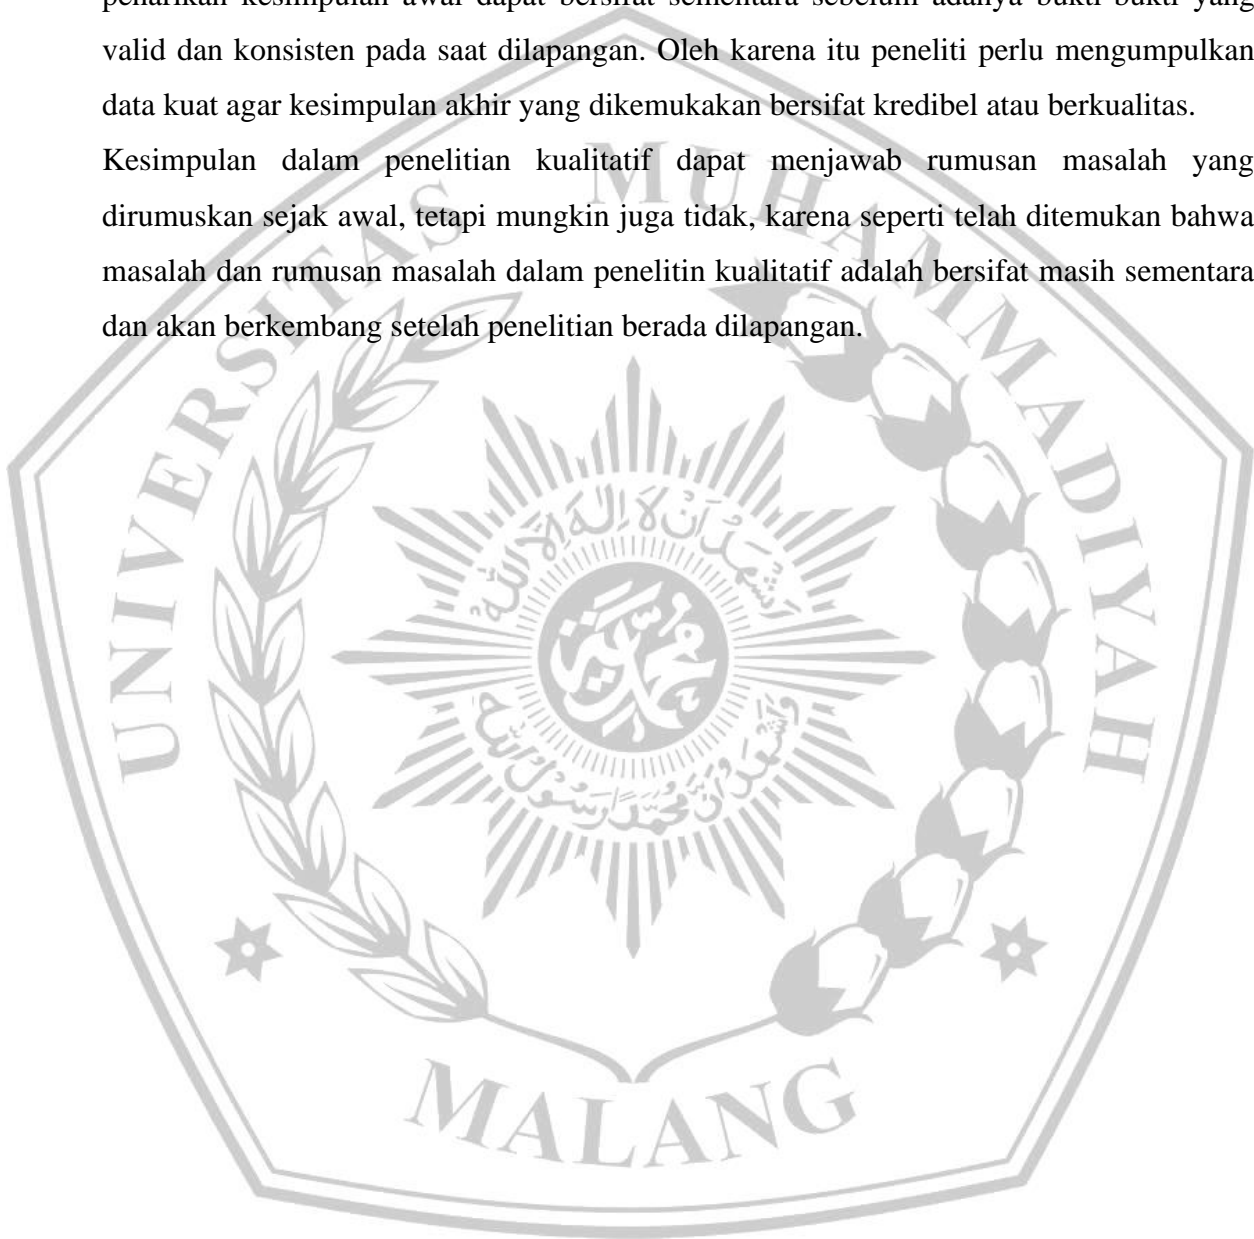 penarikan kesimpulan awal dapat bersifat sementara sebelum adanya bukti-bukti yang
valid dan konsisten pada saat dilapangan. Oleh karena itu peneliti perlu mengumpulkan
data kuat agar kesimpulan akhir yang dikemukakan bersifat kredibel atau berkualitas.
Kesimpulan dalam penelitian kualitatif dapat menjawab rumusan masalah yang
dirumuskan sejak awal, tetapi mungkin juga tidak, karena seperti telah ditemukan bahwa
masalah dan rumusan masalah dalam penelitin kualitatif adalah bersifat masih sementara
dan akan berkembang setelah penelitian berada dilapangan.
UNIVERSITAS MUHAMMADIYAH
MALANG